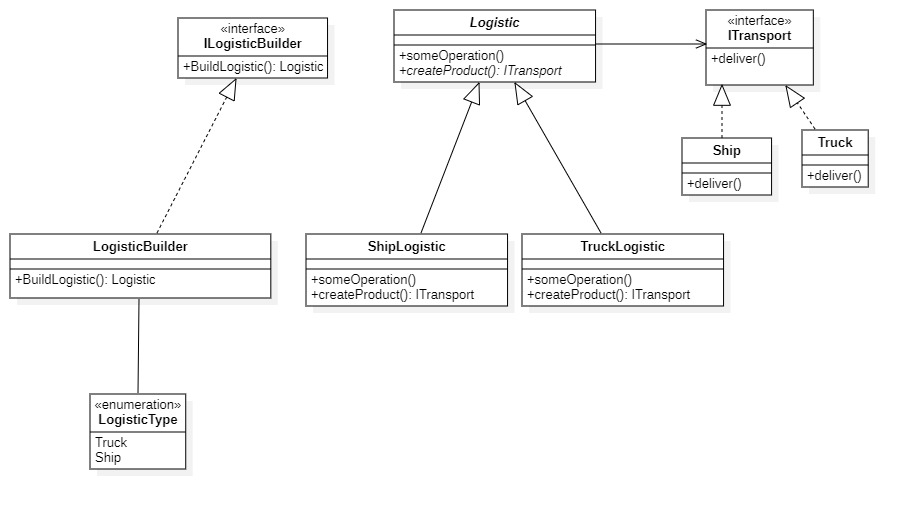 «interface»
ILogisticBuilder
+BuildLogistic(): Logistic
Logistic
+someOperation()
+createProduct(): ITransport
«interface»
ITransport
+deliver()
Ship
+deliver()
Truck
+deliver()
LogisticBuilder
+BuildLogistic(): Logistic
ShipLogistic
+someOperation()
+createProduct(): ITransport
TruckLogistic
+someOperation()
+createProduct(): ITransport
«enumeration»
LogisticType
Truck
Ship